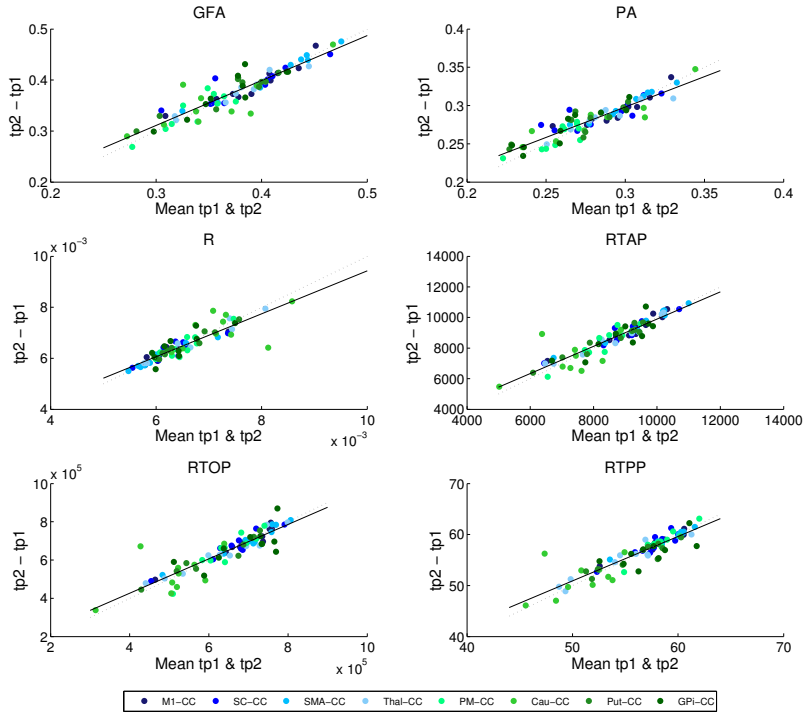 GFA
0.5
0.4
0.3
0.2
tp2 − tp1
0.2 0.3 0.4 0.5
Mean tp1 & tp2
PA
0.4
0.35
0.3
0.25
0.2
tp2 − tp1
0.2 0.25 0.3 0.35 0.4
Mean tp1 & tp2
R
x 10−3
10
8
6
4
tp2 − tp1
4 6 8 10
Mean tp1 & tp2
x 10−3
RTAP
14000
12000
10000
8000
6000
4000
tp2 − tp1
4000 6000 8000 10000 12000 14000
Mean tp1 & tp2
RTOP
x 10^5
10
8
6
4
2
tp2 − tp1
2 4 6 8 10
Mean tp1 & tp2
x 10^5
RTPP
70
60
50
40
tp2 − tp1
40 50 60 70
Mean tp1 & tp2
M1−CC SC−CC SMA−CC Thal−CC PM−CC Cau−CC Put−CC GPi−CC